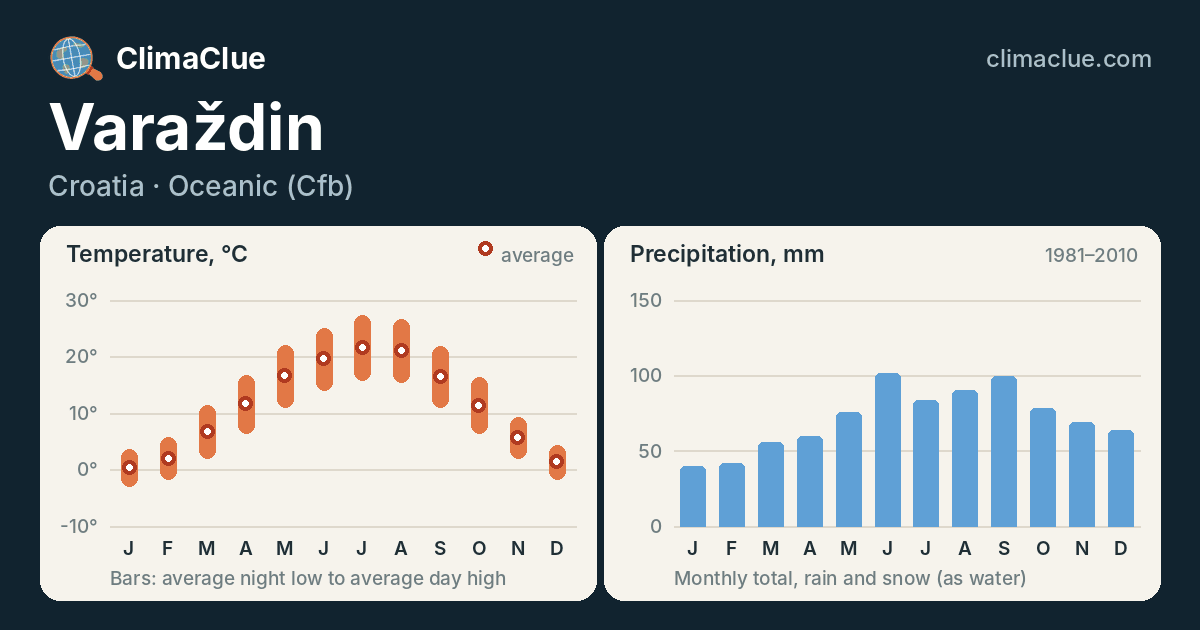 ClimaClue
climaclue.com
Varaždin
Croatia · Oceanic (Cfb)
Temperature, °C
average
30°
20°
10°
0°
-10°
J F M A M J J A S O N D
Bars: average night low to average day high
Precipitation, mm
1981–2010
150
100
50
0
J F M A M J J A S O N D
Monthly total, rain and snow (as water)